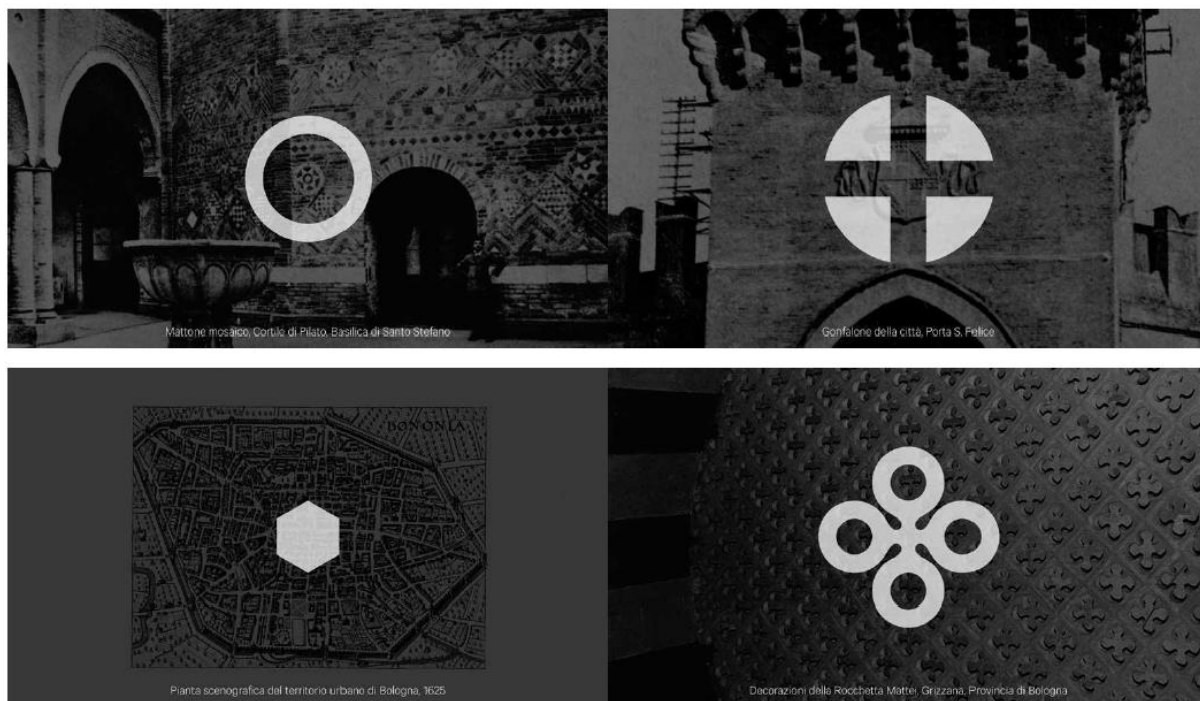 Mattone mosaico, Cortile di Pilato, Basilica di Santo Stefano
Gonfalone della città, Porta S. Felice
BONONIA
Pianta scenografica del territorio urbano di Bologna, 1625
Decorazioni della Rocchetta Mattei, Grizzana, Provincia di Bologna